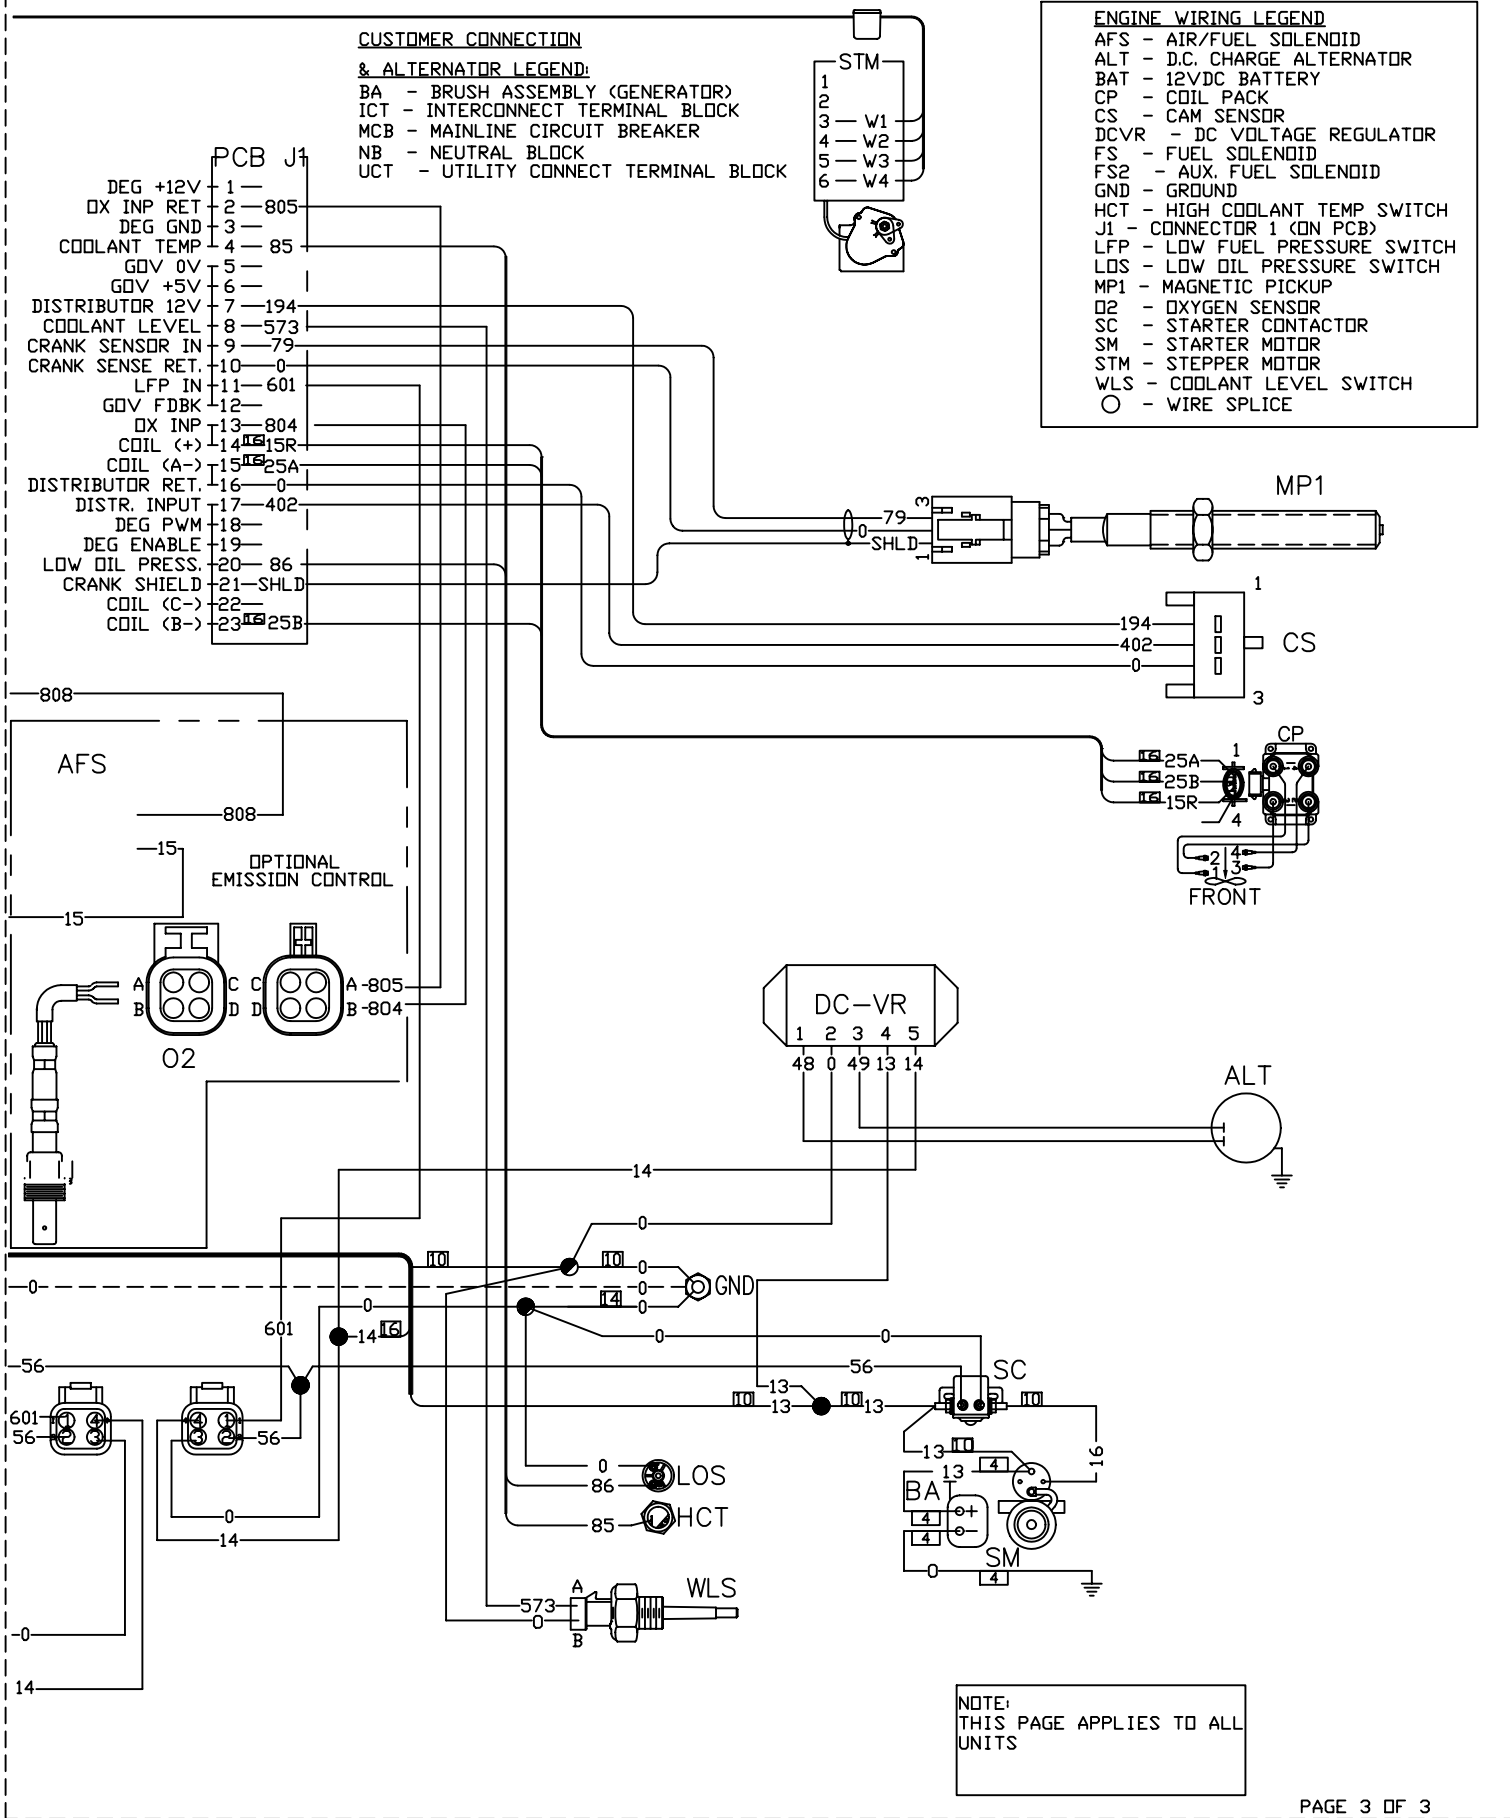 CUSTOMER CONNECTION
& ALTERNATOR LEGEND:
BA - BRUSH ASSEMBLY (GENERATOR)
ICT - INTERCONNECT TERMINAL BLOCK
MCB - MAINLINE CIRCUIT BREAKER
NB - NEUTRAL BLOCK
UCT - UTILITY CONNECT TERMINAL BLOCK
STM
1
2
3 W1
4 W2
5 W3
6 W4
ENGINE WIRING LEGEND
AFS - AIR/FUEL SOLENOID
ALT - D.C. CHARGE ALTERNATOR
BAT - 12VDC BATTERY
CP - COIL PACK
CS - CAM SENSOR
DCVR - DC VOLTAGE REGULATOR
FS - FUEL SOLENOID
FS2 - AUX. FUEL SOLENOID
GND - GROUND
HCT - HIGH COOLANT TEMP SWITCH
J1 - CONNECTOR 1 (ON PCB)
LFP - LOW FUEL PRESSURE SWITCH
LOS - LOW OIL PRESSURE SWITCH
MP1 - MAGNETIC PICKUP
O2 - OXYGEN SENSOR
SC - STARTER CONTACTOR
SM - STARTER MOTOR
STM - STEPPER MOTOR
WLS - COOLANT LEVEL SWITCH
- WIRE SPLICE
PCB J1
DEG +12V 1
OX INP RET 2 805
DEG GND 3
COOLANT TEMP 4 85
GOV 0V 5
GOV +5V 6
DISTRIBUTOR 12V 7 194
COOLANT LEVEL 8 573
CRANK SENSOR IN 9 79
CRANK SENSE RET. 10 0
LFP IN 11 601
GOV FDBK 12
OX INP 13 804
COIL (+) 14 16 15R
COIL (A-) 15 16 25A
DISTRIBUTOR RET. 16 0
DISTR. INPUT 17 402
DEG PWM 18
DEG ENABLE 19
LOW OIL PRESS. 20 86
CRANK SHIELD 21 SHLD
COIL (C-) 22
COIL (B-) 23 16 25B
MP1
3
79
0
SHLD
1
1
194
402
0
CS
3
CP
1
16 25A
16 25B
16 15R
4
2 4
1 3
FRONT
808
AFS
808
15
OPTIONAL
EMISSION CONTROL
15
A C C A 805
B D D B 804
O2
DC-VR
1 2 3 4 5
48 0 49 13 14
ALT
14
0
10 10 0
0 0 GND
0 14 0
601
14 16
0 0
56 56 SC
13
10 13 10 13 10
601 1 4 4 1
56 2 3 3 2 56
13 10
16
13 4
BA
+
4
4
-
SM
0 4
0
86 LOS
85 HCT
0
14
WLS
A
573
0
B
0
14
NOTE:
THIS PAGE APPLIES TO ALL
UNITS
PAGE 3 OF 3